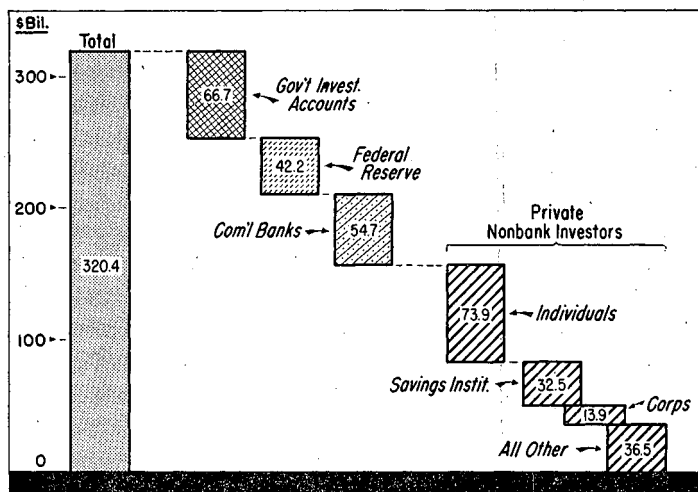 $Bil.
Total
300
66.7
Gov't Invest.
Accounts
42.2
Federal
Reserve
200
Com'l Banks
54.7
Private
Nonbank Investors
320.4
73.9
Individuals
100
Savings Instit.
32.5
13.9
Corps
All Other
36.5
0